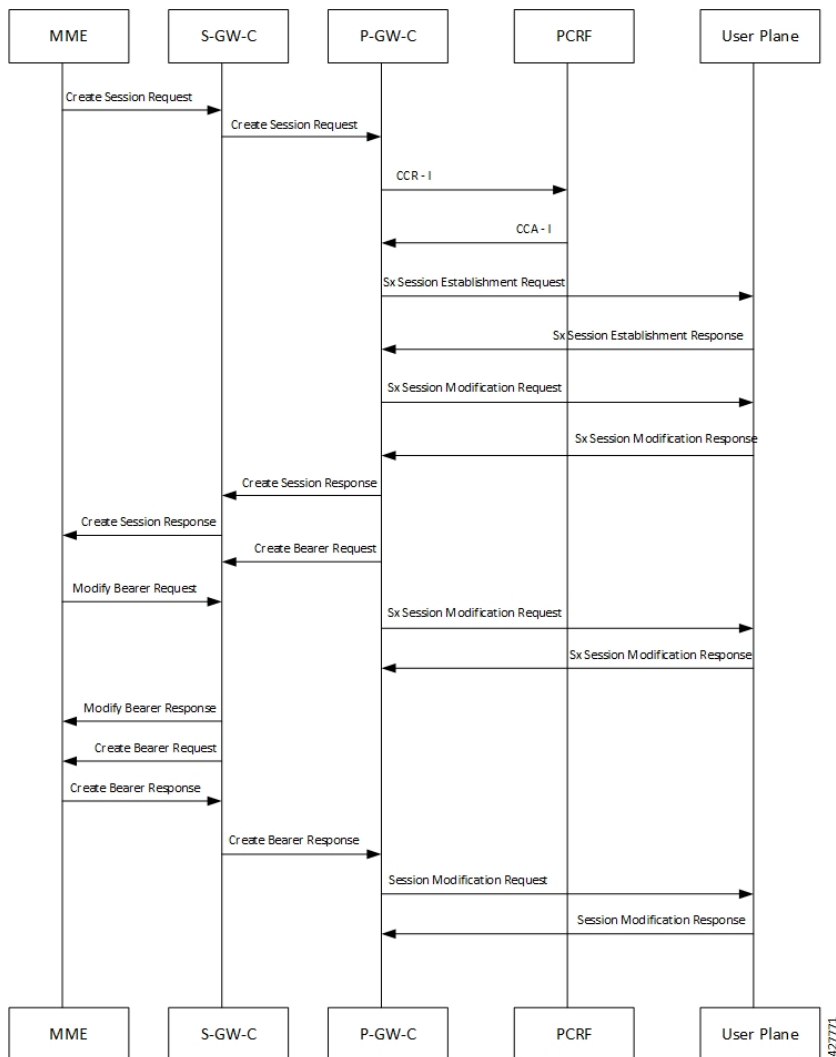 MME S-GW-C P-GW-C PCRF User Plane
Create Session Request
Create Session Request
CCR - I
CCA - I
Sx Session Establishment Request
Sx Session Establishment Response
Sx Session Modification Request
Sx Session Modification Response
Create Session Response
Create Session Response
Create Bearer Request
Modify Bearer Request
Sx Session Modification Request
Sx Session Modification Response
Modify Bearer Response
Create Bearer Request
Create Bearer Response
Create Bearer Response
Session Modification Request
Session Modification Response
MME S-GW-C P-GW-C PCRF User Plane
427771